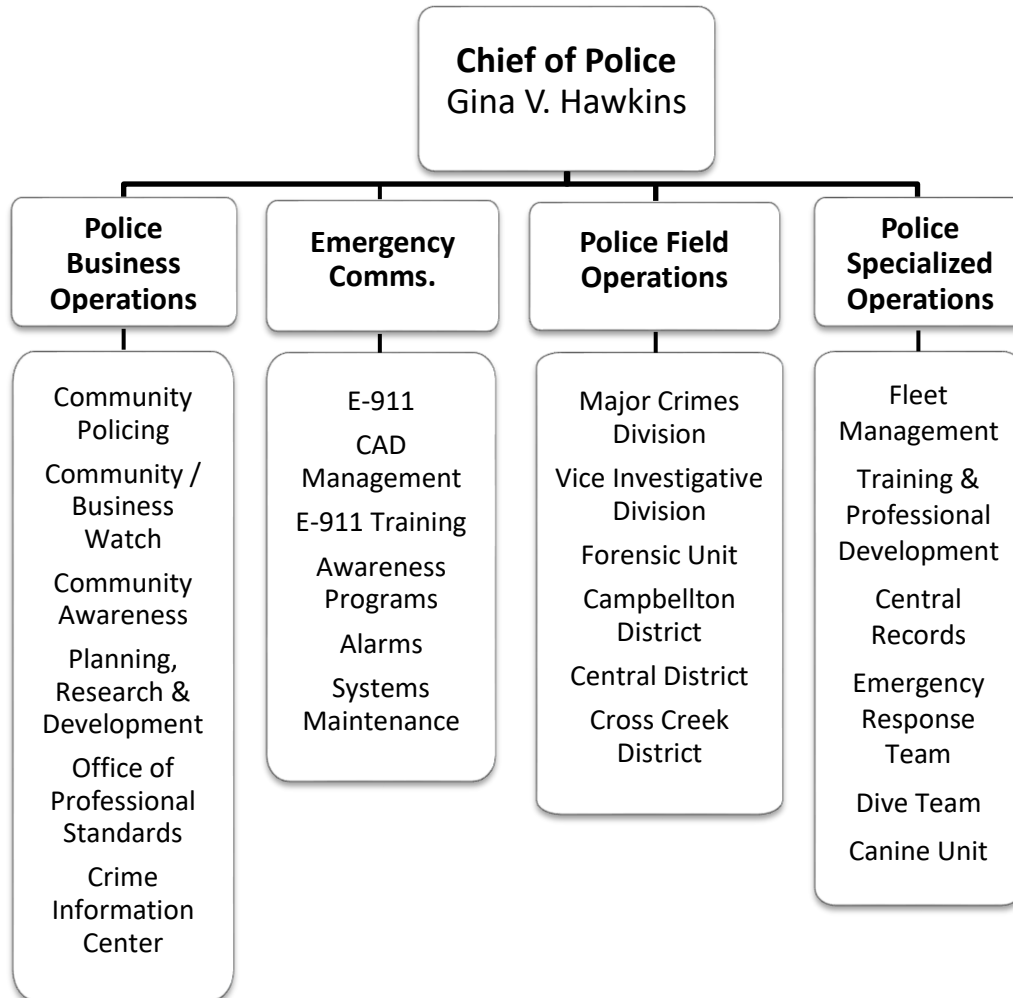 Chief of Police
Gina V. Hawkins
Police
Business
Operations
Emergency
Comms.
Police Field
Operations
Police
Specialized
Operations
Community
Policing
Community /
Business
Watch
Community
Awareness
Planning,
Research &
Development
Office of
Professional
Standards
Crime
Information
Center
E-911
CAD
Management
E-911 Training
Awareness
Programs
Alarms
Systems
Maintenance
Major Crimes
Division
Vice Investigative
Division
Forensic Unit
Campbellton
District
Central District
Cross Creek
District
Fleet
Management
Training &
Professional
Development
Central
Records
Emergency
Response
Team
Dive Team
Canine Unit